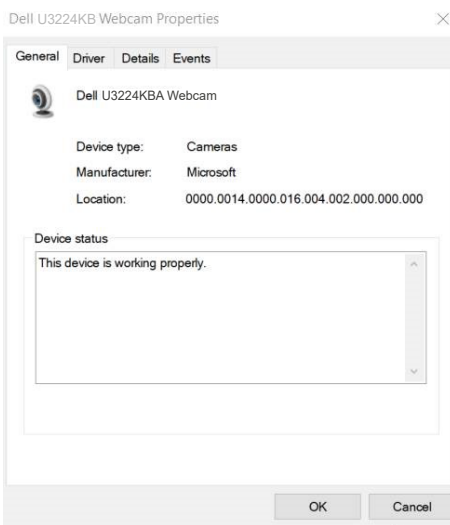 Dell U3224KB Webcam Properties
General Driver Details Events
Dell U3224KBA Webcam
Device type: Cameras
Manufacturer: Microsoft
Location: 0000.0014.0000.016.004.002.000.000.000
Device status
This device is working properly.
OK Cancel